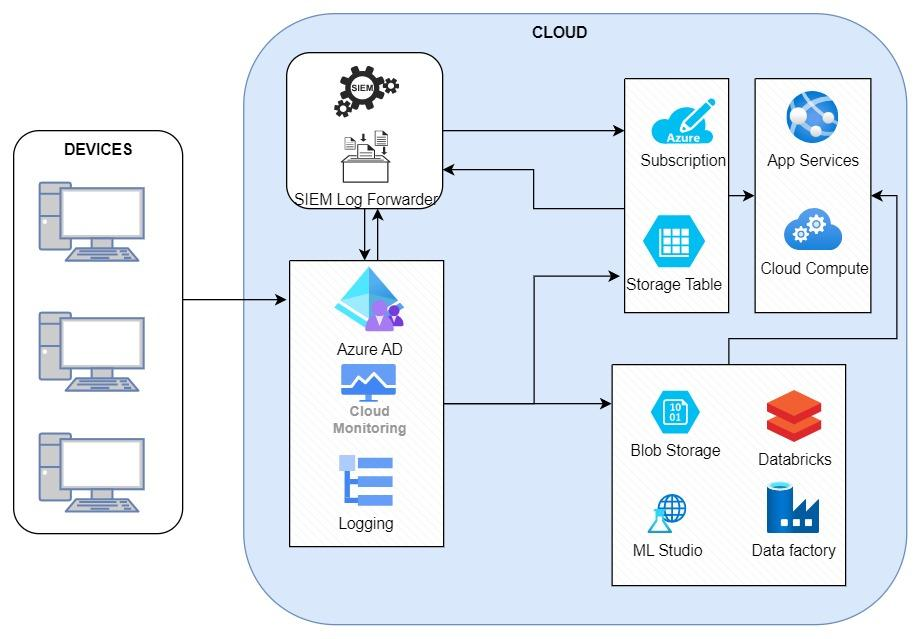 CLOUD
DEVICES
SIEM
SIEM Log Forwarder
Azure AD
Cloud
Monitoring
Logging
Azure
Subscription
Storage Table
App Services
Cloud Compute
10
01
Blob Storage
Databricks
ML Studio
Data factory